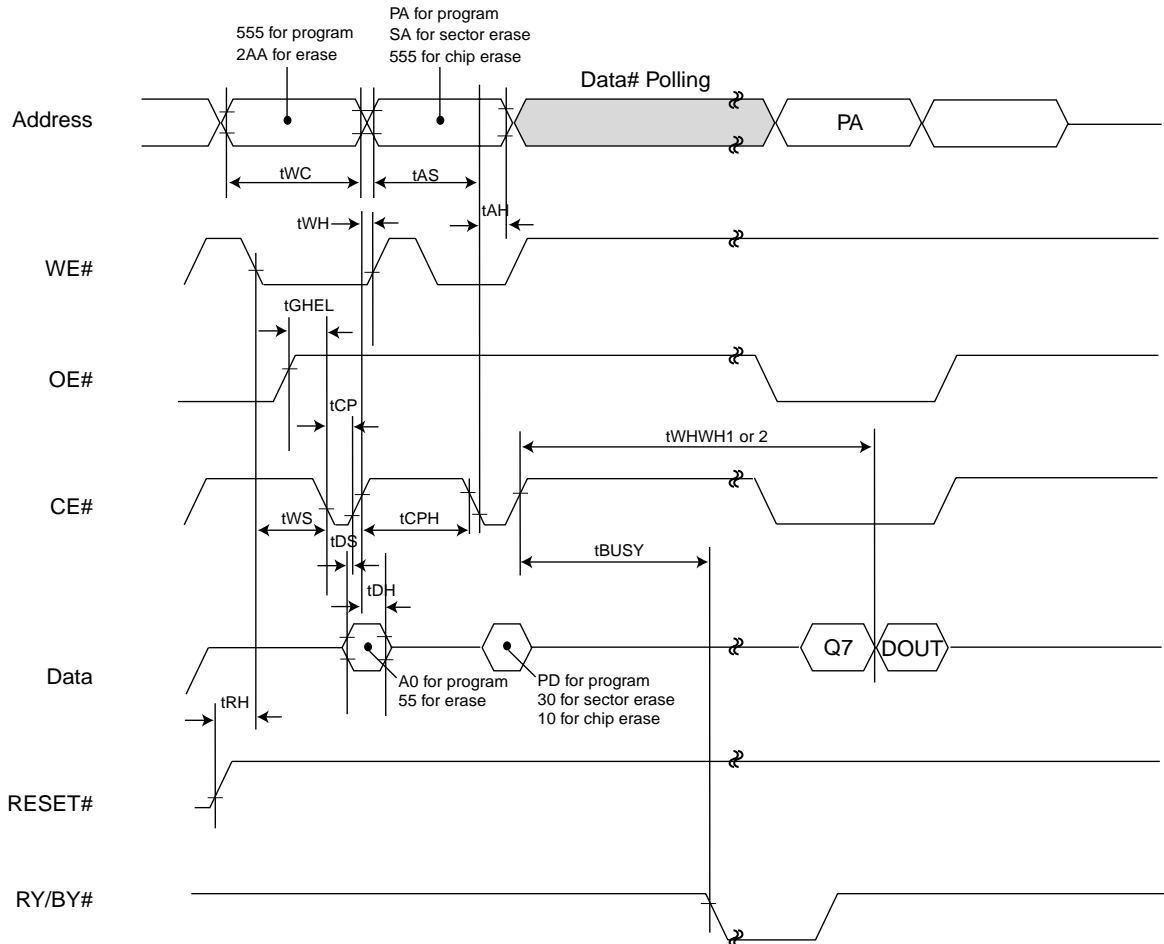 555 for program
2AA for erase
PA for program
SA for sector erase
555 for chip erase
Data# Polling
Address
PA
tWC
tAS
tWH
tAH
WE#
tGHEL
OE#
tCP
tWHWH1 or 2
CE#
tWS
tCPH
tDS
tBUSY
tDH
Data
Q7
DOUT
A0 for program
55 for erase
PD for program
30 for sector erase
10 for chip erase
tRH
RESET#
RY/BY#